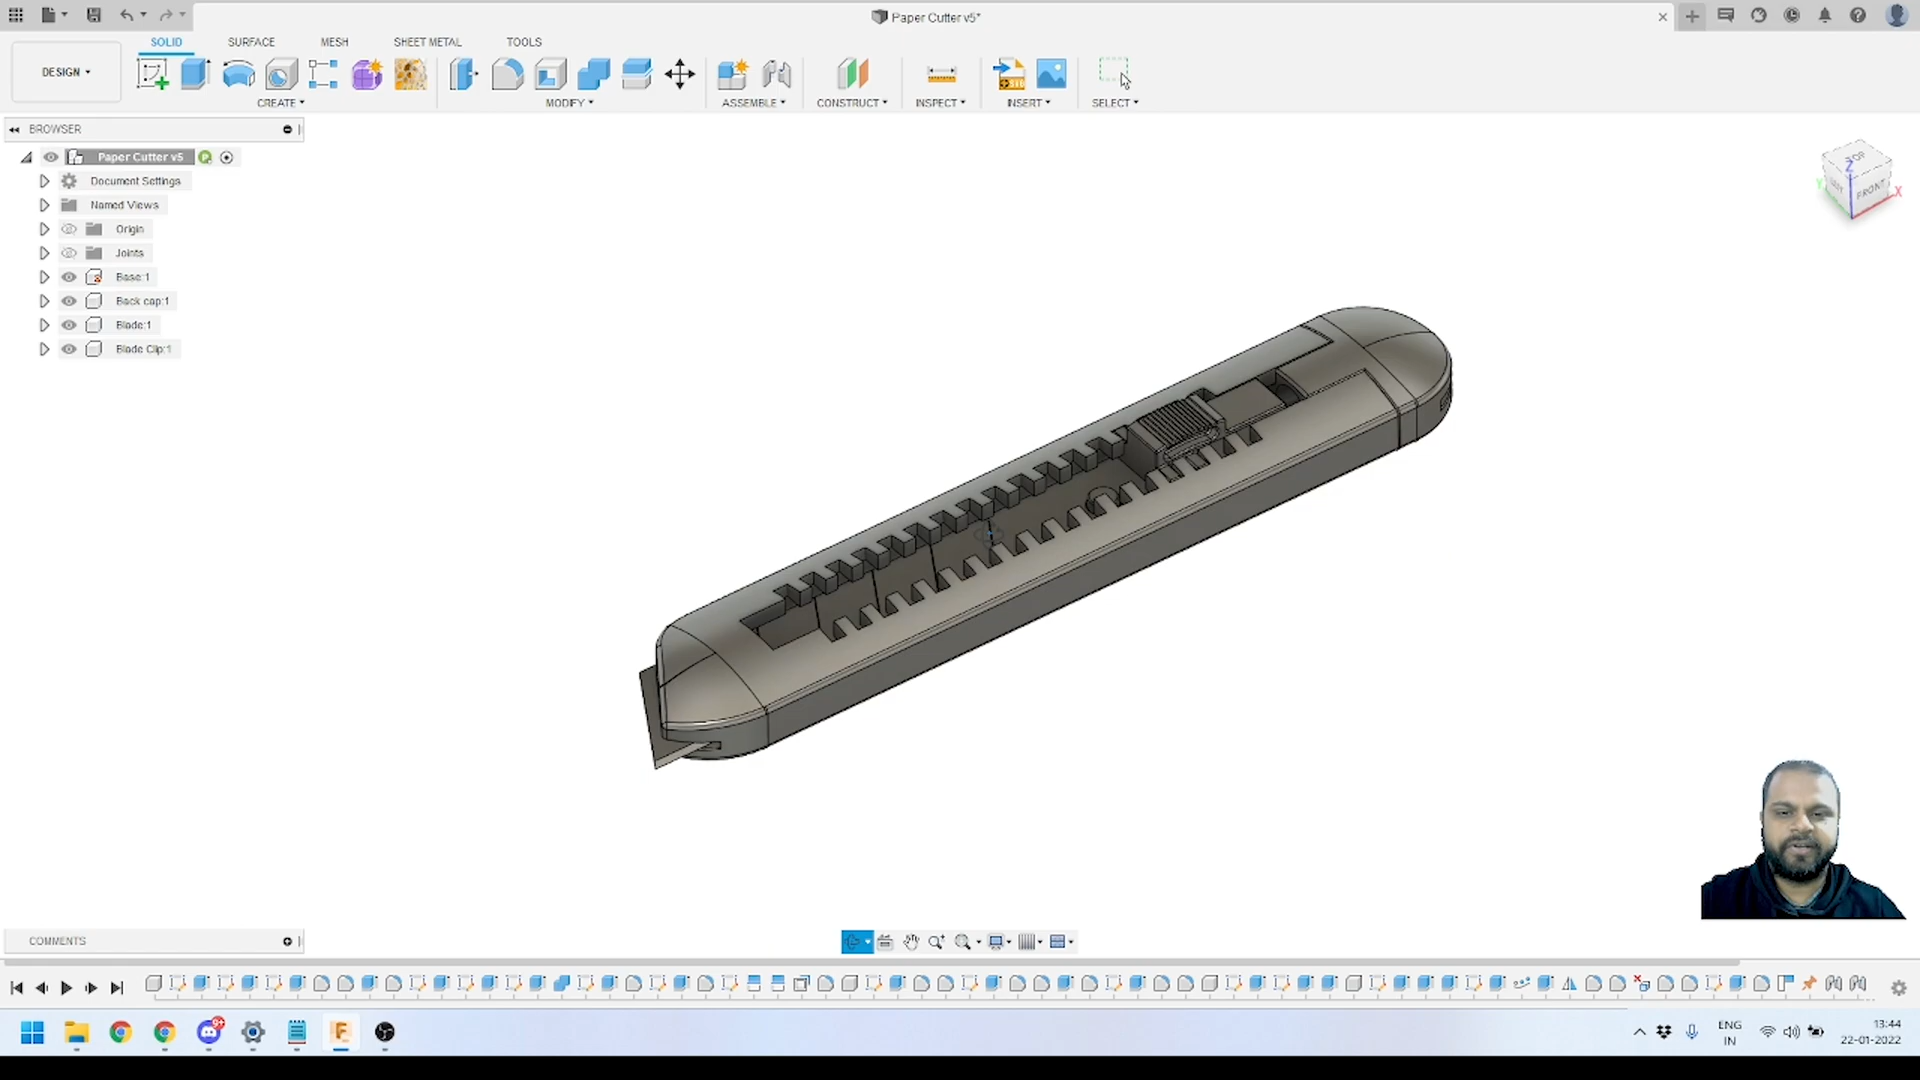 Paper Cutter v5*
SOLID
SURFACE
MESH
SHEET METAL
TOOLS
DESIGN
CREATE
MODIFY
ASSEMBLE
CONSTRUCT
INSPECT
INSERT
SELECT
BROWSER
Paper Cutter v5
Document Settings
Named Views
Origin
Joints
Base:1
Back cap:1
Blade:1
Blade Clip:1
TOP
FRONT
Z
X
COMMENTS
ENG
IN
13:44
22-01-2022